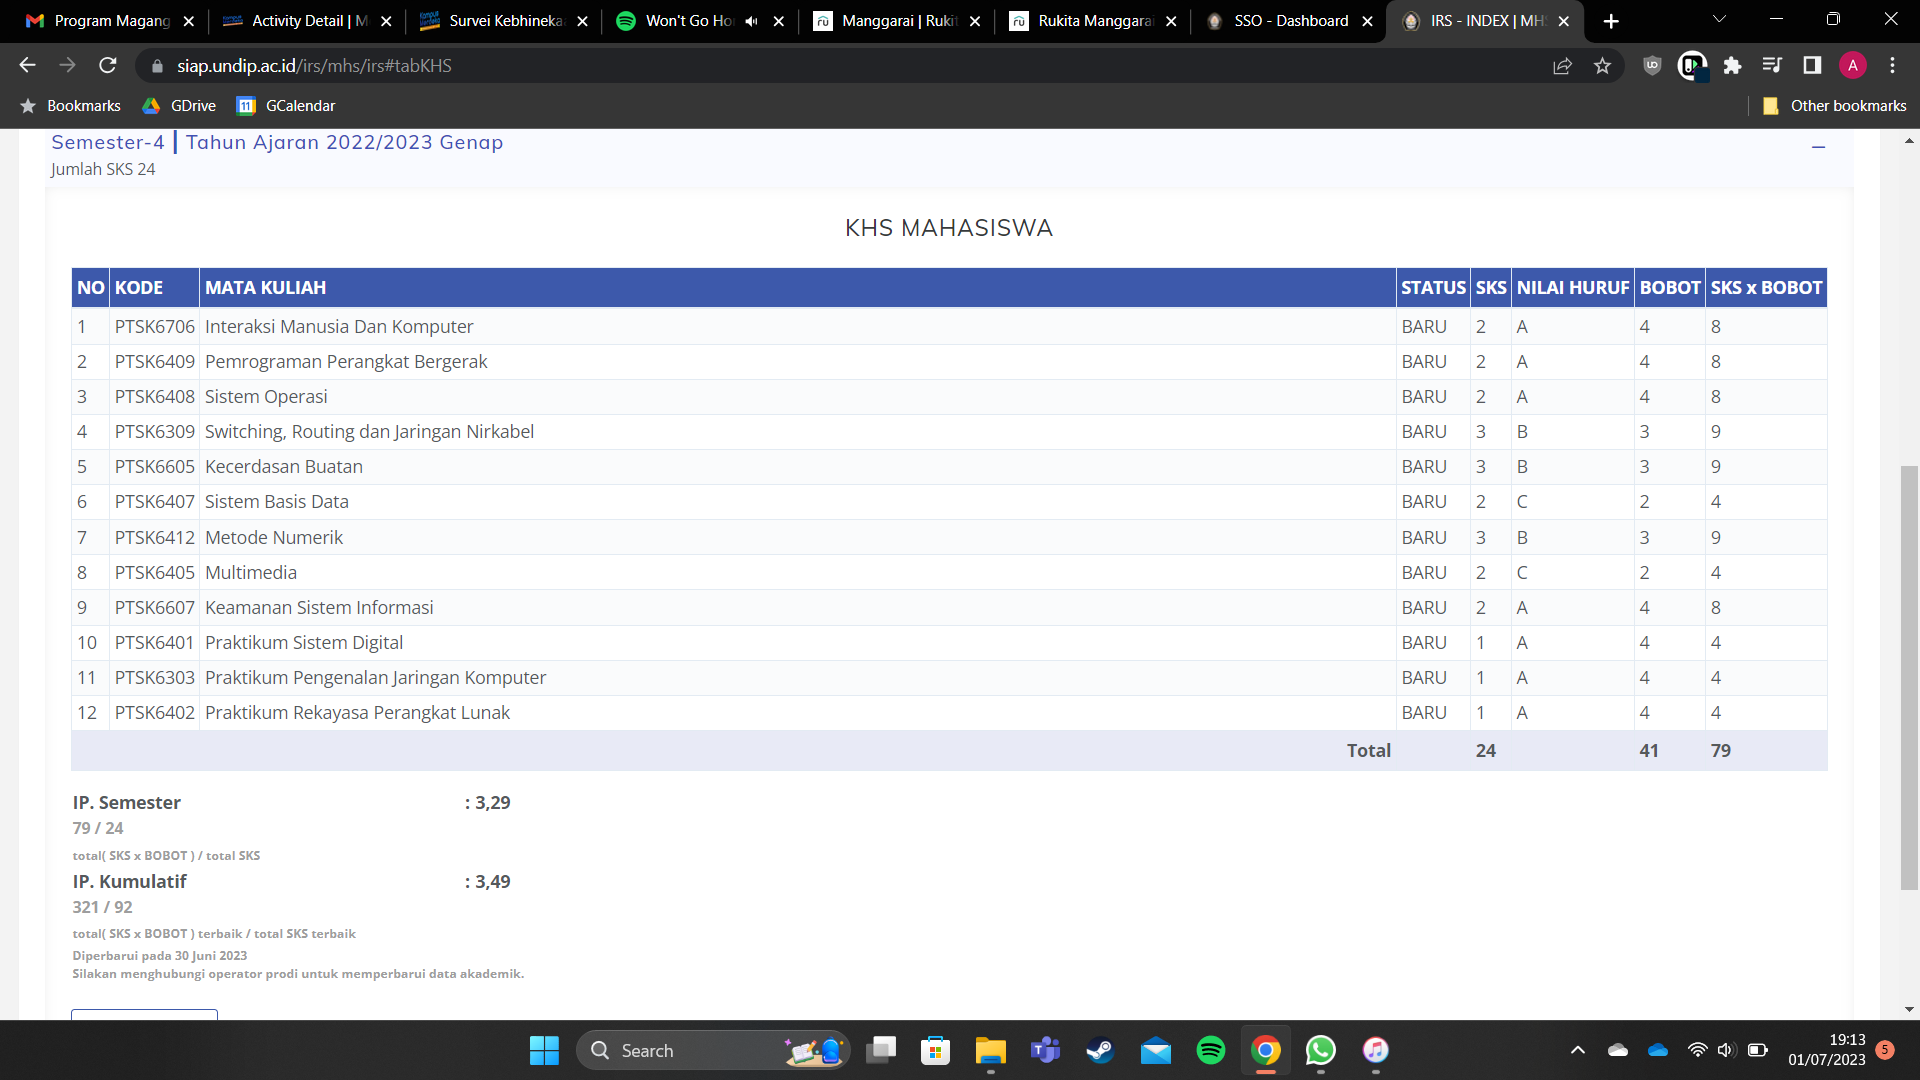 Program Magang
Activity Detail | M
Survei Kebhineka
Won't Go Ho
Manggarai | Rukit
Rukita Manggarai
SSO - Dashboard
IRS - INDEX | MHS
siap.undip.ac.id/irs/mhs/irs#tabKHS
A
Bookmarks
GDrive
11
GCalendar
Other bookmarks
Semester-4 | Tahun Ajaran 2022/2023 Genap
Jumlah SKS 24
KHS MAHASISWA
NO KODE MATA KULIAH STATUS SKS NILAI HURUF BOBOT SKS x BOBOT
1 PTSK6706 Interaksi Manusia Dan Komputer BARU 2 A 4 8
2 PTSK6409 Pemrograman Perangkat Bergerak BARU 2 A 4 8
3 PTSK6408 Sistem Operasi BARU 2 A 4 8
4 PTSK6309 Switching, Routing dan Jaringan Nirkabel BARU 3 B 3 9
5 PTSK6605 Kecerdasan Buatan BARU 3 B 3 9
6 PTSK6407 Sistem Basis Data BARU 2 C 2 4
7 PTSK6412 Metode Numerik BARU 3 B 3 9
8 PTSK6405 Multimedia BARU 2 C 2 4
9 PTSK6607 Keamanan Sistem Informasi BARU 2 A 4 8
10 PTSK6401 Praktikum Sistem Digital BARU 1 A 4 4
11 PTSK6303 Praktikum Pengenalan Jaringan Komputer BARU 1 A 4 4
12 PTSK6402 Praktikum Rekayasa Perangkat Lunak BARU 1 A 4 4
Total 24 41 79
IP. Semester : 3,29
79 / 24
total( SKS x BOBOT ) / total SKS
IP. Kumulatif : 3,49
321 / 92
total( SKS x BOBOT ) terbaik / total SKS terbaik
Diperbarui pada 30 Juni 2023
Silakan menghubungi operator prodi untuk memperbarui data akademik.
Search
19:13
01/07/2023
5